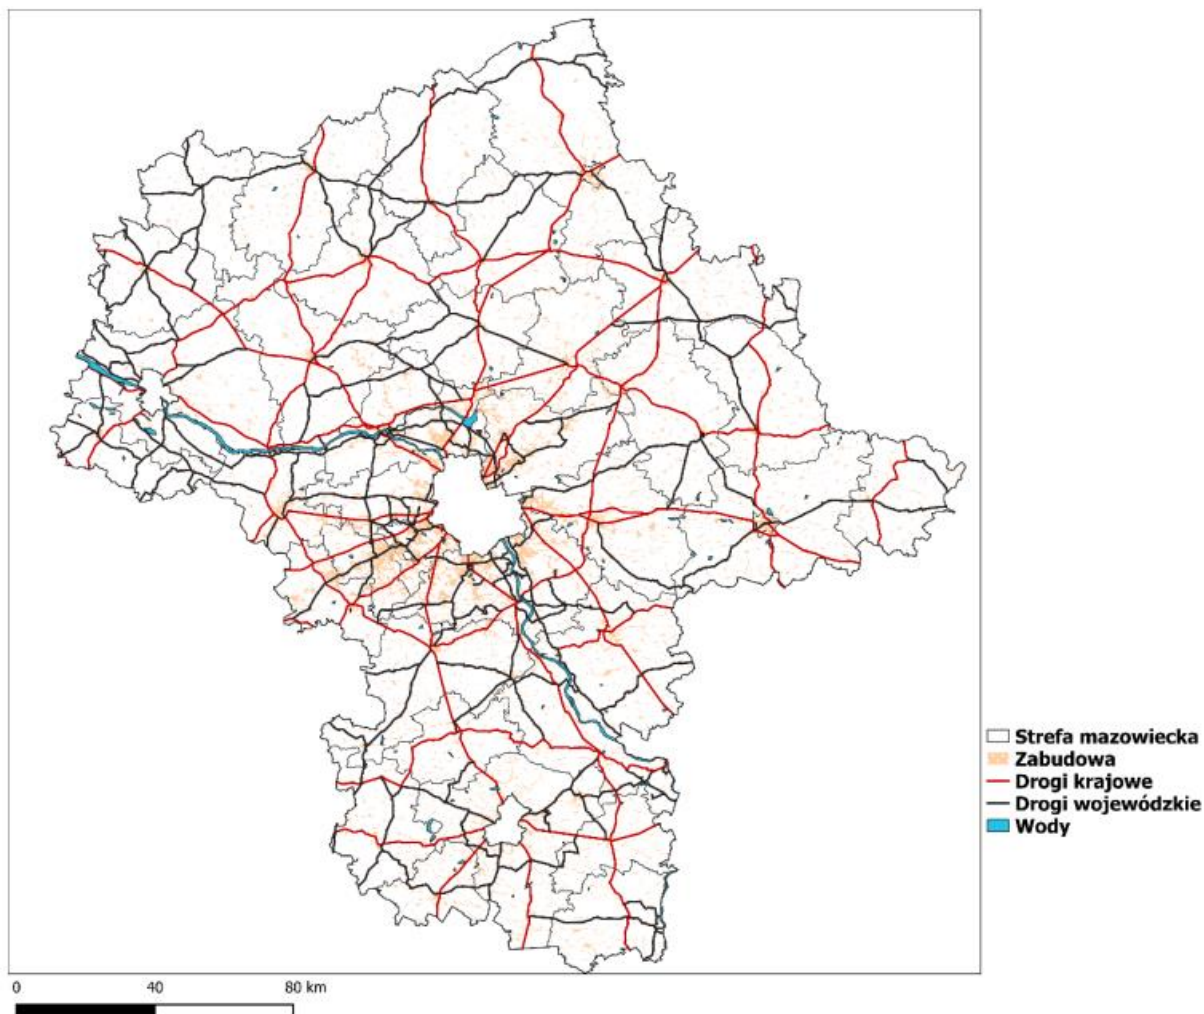 Strefa mazowiecka
Zabudowa
Drogi krajowe
Drogi wojewódzkie
Wody
0 40 80 km